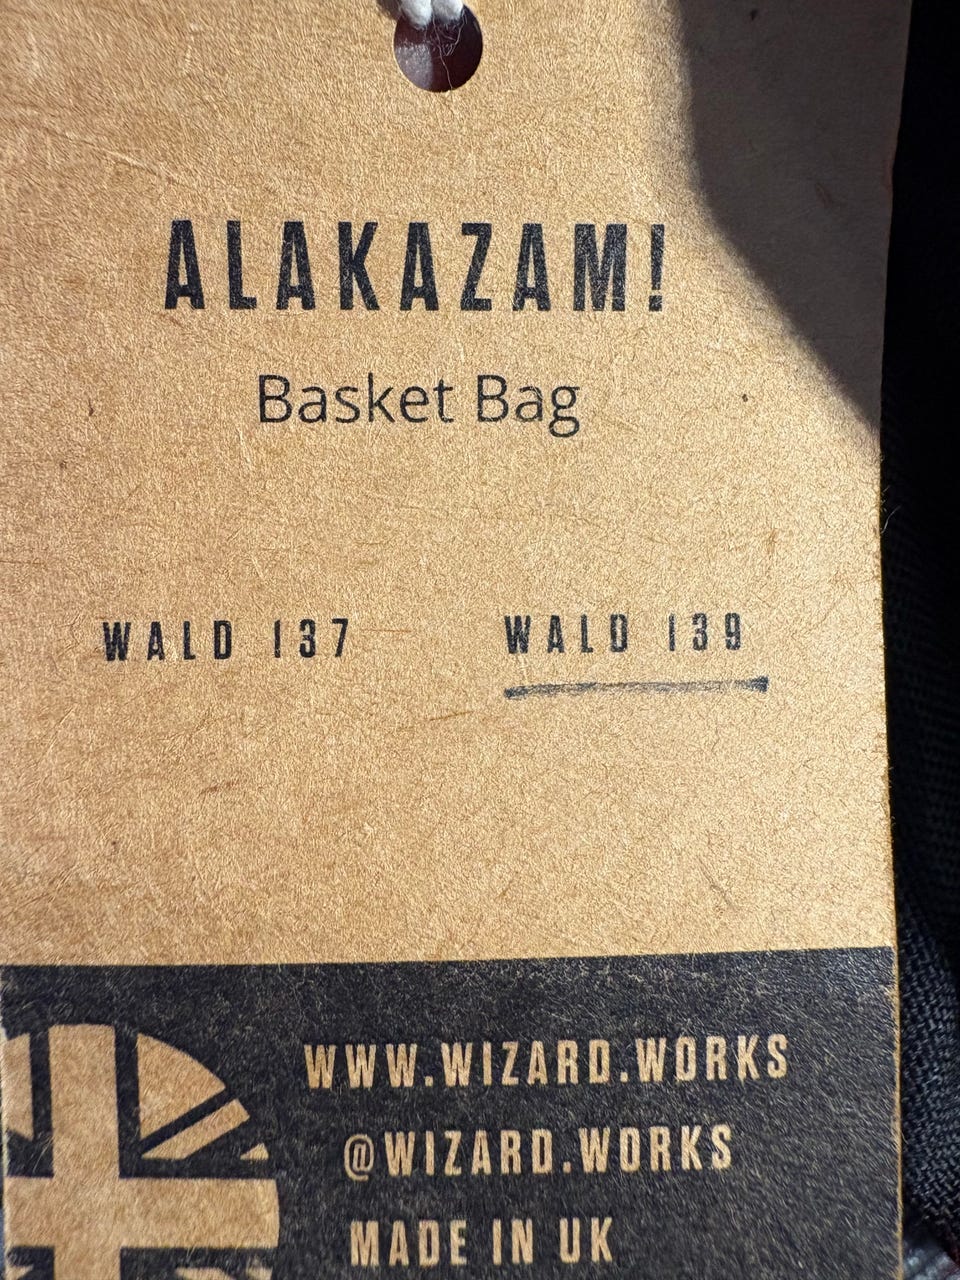 ALAKAZAM!
Basket Bag
WALD 137 WALD 139
WWW.WIZARD.WORKS
@WIZARD.WORKS
MADE IN UK